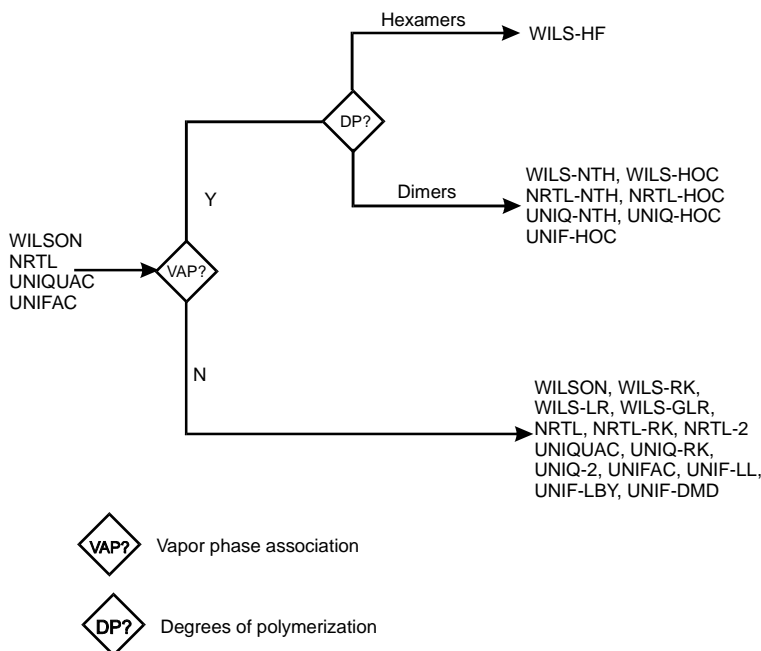 Hexamers
WILS-HF
DP?
WILS-NTH, WILS-HOC
NRTL-NTH, NRTL-HOC
UNIQ-NTH, UNIQ-HOC
UNIF-HOC
Dimers
Y
WILSON
NRTL
UNIQUAC
UNIFAC
VAP?
N
WILSON, WILS-RK,
WILS-LR, WILS-GLR,
NRTL, NRTL-RK, NRTL-2
UNIQUAC, UNIQ-RK,
UNIQ-2, UNIFAC, UNIF-LL,
UNIF-LBY, UNIF-DMD
VAP? Vapor phase association
DP? Degrees of polymerization